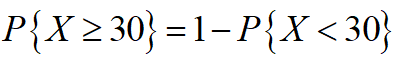 P{X ≥ 30} = 1 − P{X < 30}